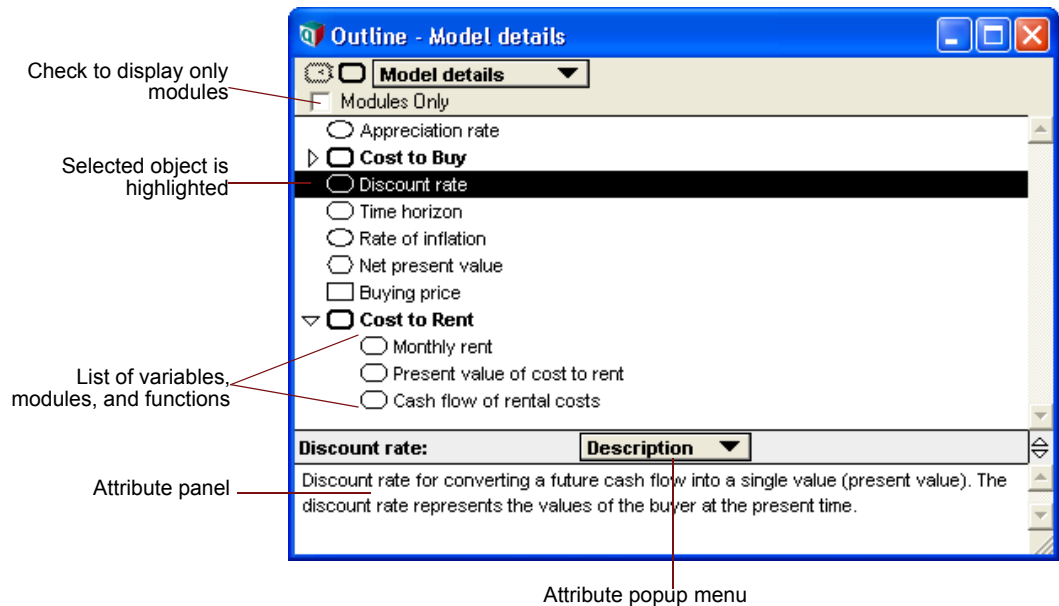 Outline - Model details
Check to display only
modules
Model details
Modules Only
Appreciation rate
Cost to Buy
Selected object is
highlighted
Discount rate
Time horizon
Rate of inflation
Net present value
Buying price
Cost to Rent
Monthly rent
Present value of cost to rent
Cash flow of rental costs
List of variables,
modules, and functions
Discount rate:
Description
Attribute panel
Discount rate for converting a future cash flow into a single value (present value). The
discount rate represents the values of the buyer at the present time.
Attribute popup menu